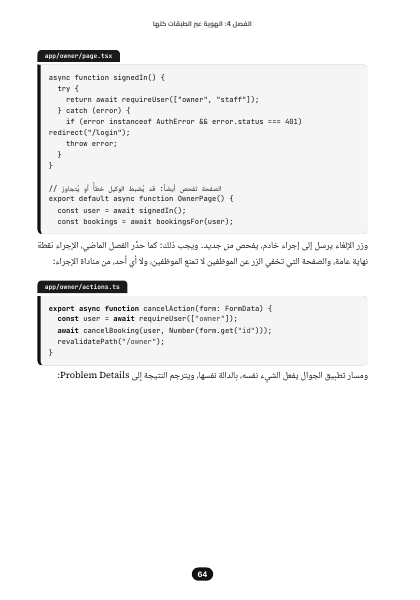 الفصل 4: الهوية عبر الطبقات كلها
app/owner/page.tsx
async function signedIn() {
try {
return await requireUser(["owner", "staff"]);
} catch (error) {
if (error instanceof AuthError && error.status === 401)
redirect("/login");
throw error;
}
}
// الصفحة تفحص أيضاً: قد يُضبط الوكيل خطأً أو يُتجاوز
export default async function OwnerPage() {
const user = await signedIn();
const bookings = await bookingsFor(user);
وزر الإلغاء يرسل إلى إجراء خادم، يفحص من جديد. ويجب ذلك: كما حذّر الفصل الماضي، الإجراء نقطة
نهاية عامة، والصفحة التي تخفي الزر عن الموظفين لا تمنع الموظفين، ولا أي أحد، من مناداة الإجراء:
app/owner/actions.ts
export async function cancelAction(form: FormData) {
const user = await requireUser(["owner"]);
await cancelBooking(user, Number(form.get("id")));
revalidatePath("/owner");
}
ومسار تطبيق الجوال يفعل الشيء نفسه، بالدالة نفسها، ويترجم النتيجة إلى Problem Details:
64